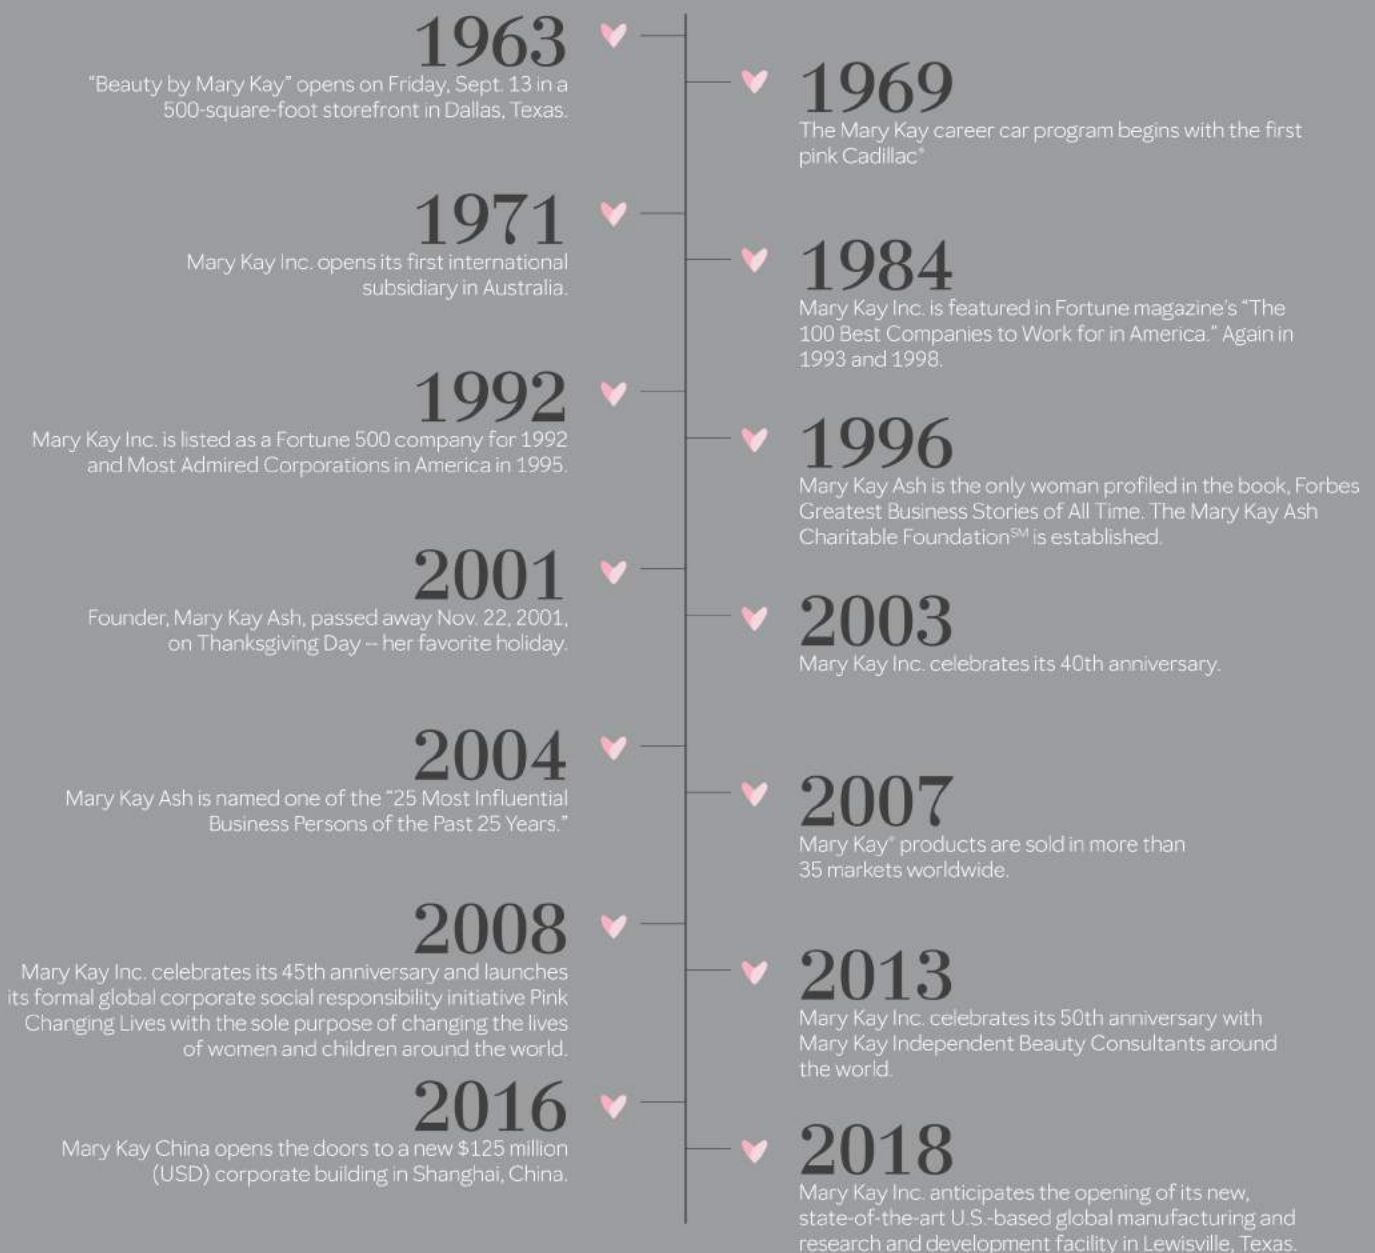 1963
“Beauty by Mary Kay” opens on Friday, Sept. 13 in a
500-square-foot storefront in Dallas, Texas.
1969
The Mary Kay career car program begins with the first
pink Cadillac®
1971
Mary Kay Inc. opens its first international
subsidiary in Australia.
1984
Mary Kay Inc. is featured in Fortune magazine’s “The
100 Best Companies to Work for in America.” Again in
1993 and 1998.
1992
Mary Kay Inc. is listed as a Fortune 500 company for 1992
and Most Admired Corporations in America in 1995.
1996
Mary Kay Ash is the only woman profiled in the book, Forbes
Greatest Business Stories of All Time. The Mary Kay Ash
Charitable Foundation℠ is established.
2001
Founder, Mary Kay Ash, passed away Nov. 22, 2001,
on Thanksgiving Day -- her favorite holiday.
2003
Mary Kay Inc. celebrates its 40th anniversary.
2004
Mary Kay Ash is named one of the “25 Most Influential
Business Persons of the Past 25 Years.”
2007
Mary Kay® products are sold in more than
35 markets worldwide.
2008
Mary Kay Inc. celebrates its 45th anniversary and launches
its formal global corporate social responsibility initiative Pink
Changing Lives with the sole purpose of changing the lives
of women and children around the world.
2013
Mary Kay Inc. celebrates its 50th anniversary with
Mary Kay Independent Beauty Consultants around
the world.
2016
Mary Kay China opens the doors to a new $125 million
(USD) corporate building in Shanghai, China.
2018
Mary Kay Inc. anticipates the opening of its new,
state-of-the-art U.S.-based global manufacturing and
research and development facility in Lewisville, Texas.